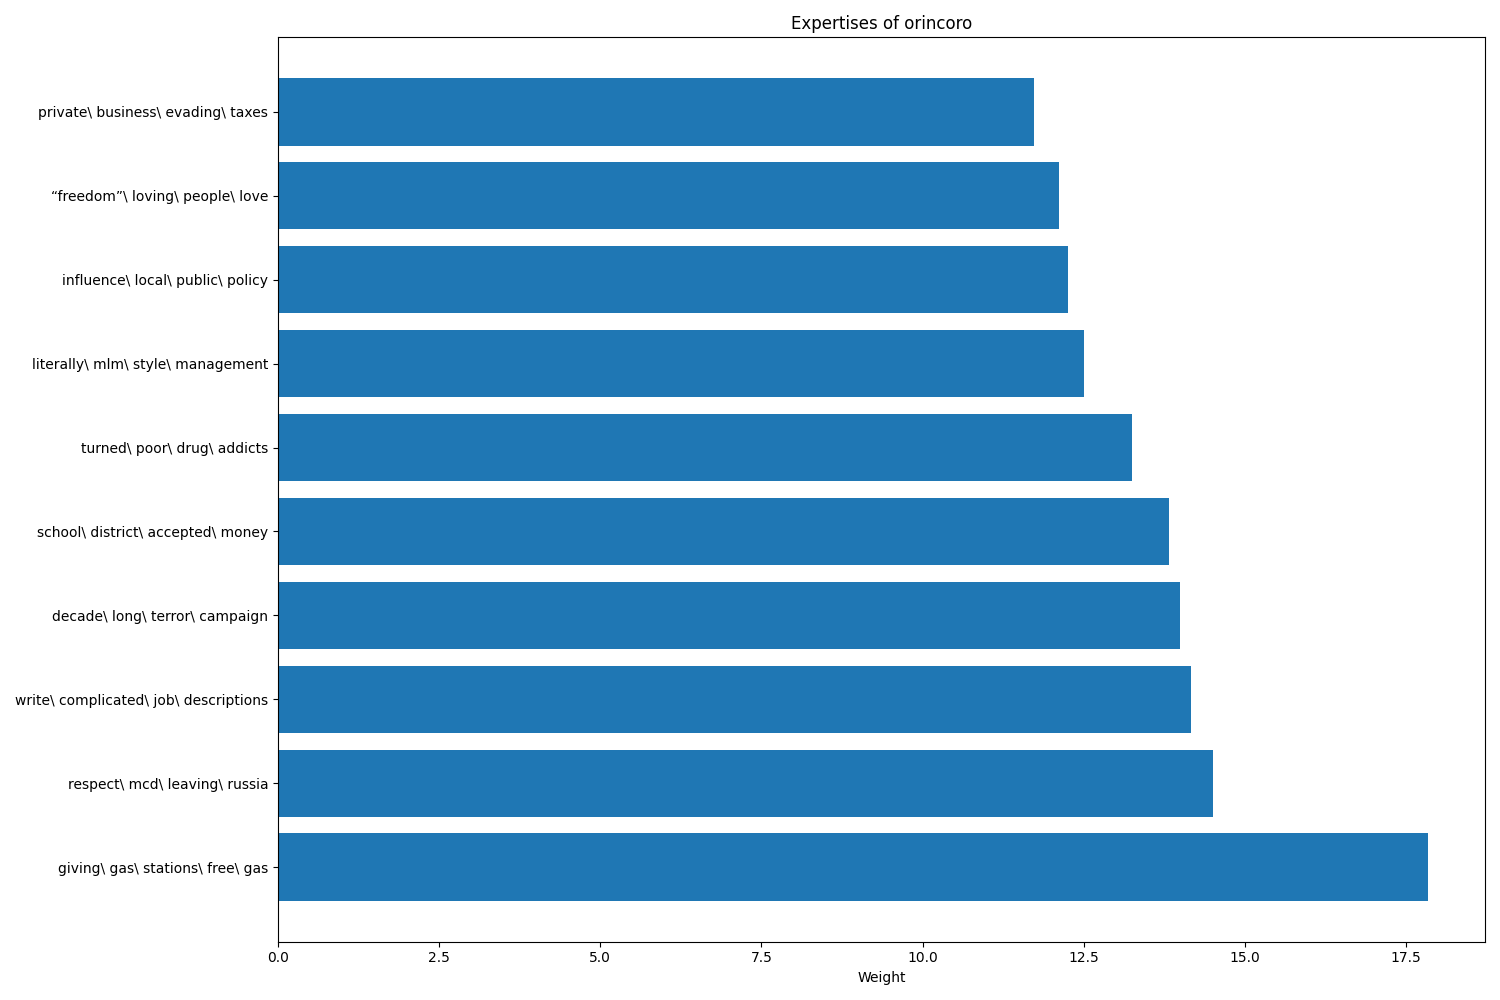 Expertises of orincoro
private\ business\ evading\ taxes
“freedom”\ loving\ people\ love
influence\ local\ public\ policy
literally\ mlm\ style\ management
turned\ poor\ drug\ addicts
school\ district\ accepted\ money
decade\ long\ terror\ campaign
write\ complicated\ job\ descriptions
respect\ mcd\ leaving\ russia
giving\ gas\ stations\ free\ gas
0.0 2.5 5.0 7.5 10.0 12.5 15.0 17.5
Weight